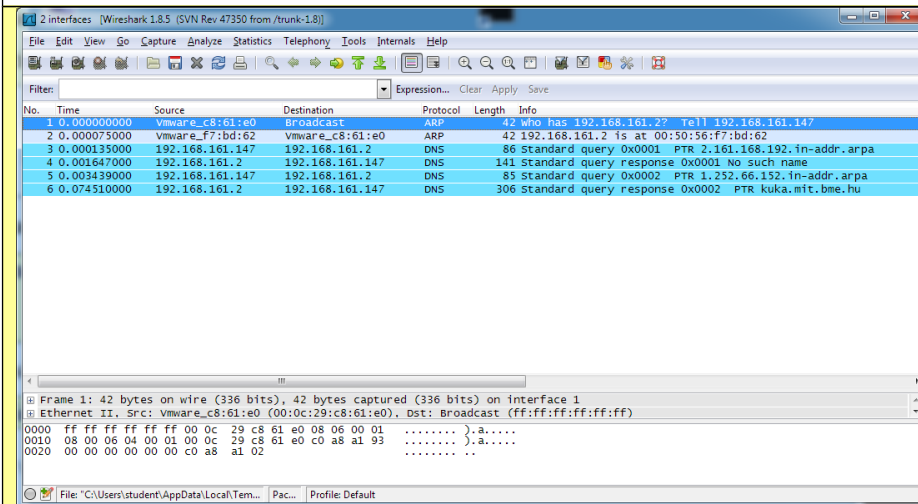 2 interfaces [Wireshark 1.8.5 (SVN Rev 47350 from /trunk-1.8)]
File Edit View Go Capture Analyze Statistics Telephony Tools Internals Help
Filter: Expression... Clear Apply Save
No. Time Source Destination Protocol Length Info
1 0.000000000 Vmware_c8:61:e0 Broadcast ARP 42 Who has 192.168.161.2? Tell 192.168.161.147
2 0.000075000 Vmware_f7:bd:62 Vmware_c8:61:e0 ARP 42 192.168.161.2 is at 00:50:56:f7:bd:62
3 0.000135000 192.168.161.147 192.168.161.2 DNS 86 Standard query 0x0001 PTR 2.161.168.192.in-addr.arpa
4 0.001647000 192.168.161.2 192.168.161.147 DNS 141 Standard query response 0x0001 No such name
5 0.003439000 192.168.161.147 192.168.161.2 DNS 85 Standard query 0x0002 PTR 1.252.66.152.in-addr.arpa
6 0.074510000 192.168.161.2 192.168.161.147 DNS 306 Standard query response 0x0002 PTR kuka.mit.bme.hu
Frame 1: 42 bytes on wire (336 bits), 42 bytes captured (336 bits) on interface 1
Ethernet II, Src: Vmware_c8:61:e0 (00:0c:29:c8:61:e0), Dst: Broadcast (ff:ff:ff:ff:ff:ff)
0000 ff ff ff ff ff ff 00 0c 29 c8 61 e0 08 06 00 01 ........ ).a.....
0010 08 00 06 04 00 01 00 0c 29 c8 61 e0 c0 a8 a1 93 ........ ).a.....
0020 00 00 00 00 00 00 c0 a8 a1 02 ........ ..
File: "C:\Users\student\AppData\Local\Tem... Pac... Profile: Default